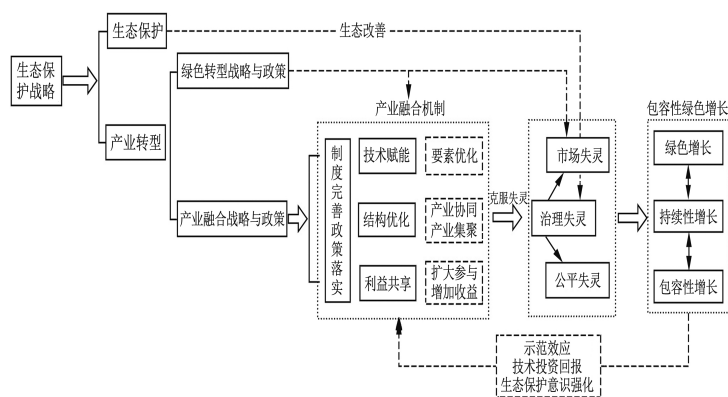 生态保
护战略
生态保护
产业转型
生态改善
绿色转型战略与政策
产业融合战略与政策
产业融合机制
制
度
完
善
政
策
落
实
技术赋能
要素优化
结构优化
产业协同
产业集聚
利益共享
扩大参与
增加收益
克服失灵
市场失灵
治理失灵
公平失灵
包容性绿色增长
绿色增长
持续性增长
包容性增长
示范效应
技术投资回报
生态保护意识强化